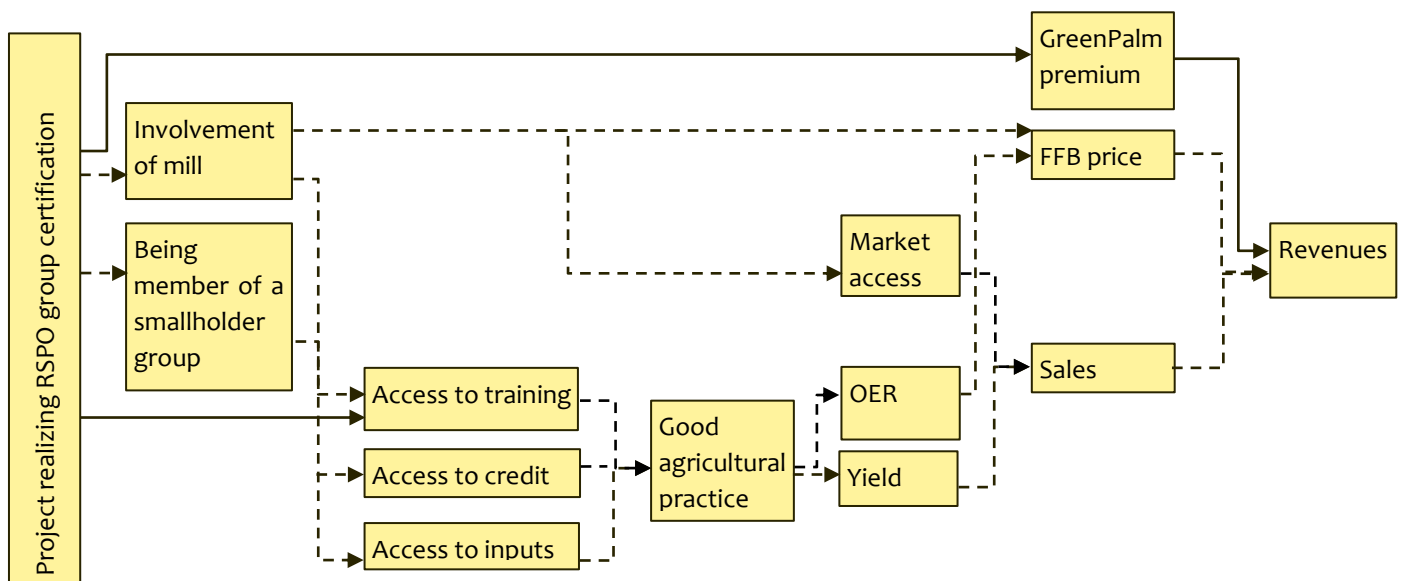 Project realizing RSPO group certification
GreenPalm
premium
Involvement
of mill
FFB price
Being
member of a
smallholder
group
Market
access
Revenues
Sales
Access to training
OER
Good
agricultural
practice
Access to credit
Yield
Access to inputs